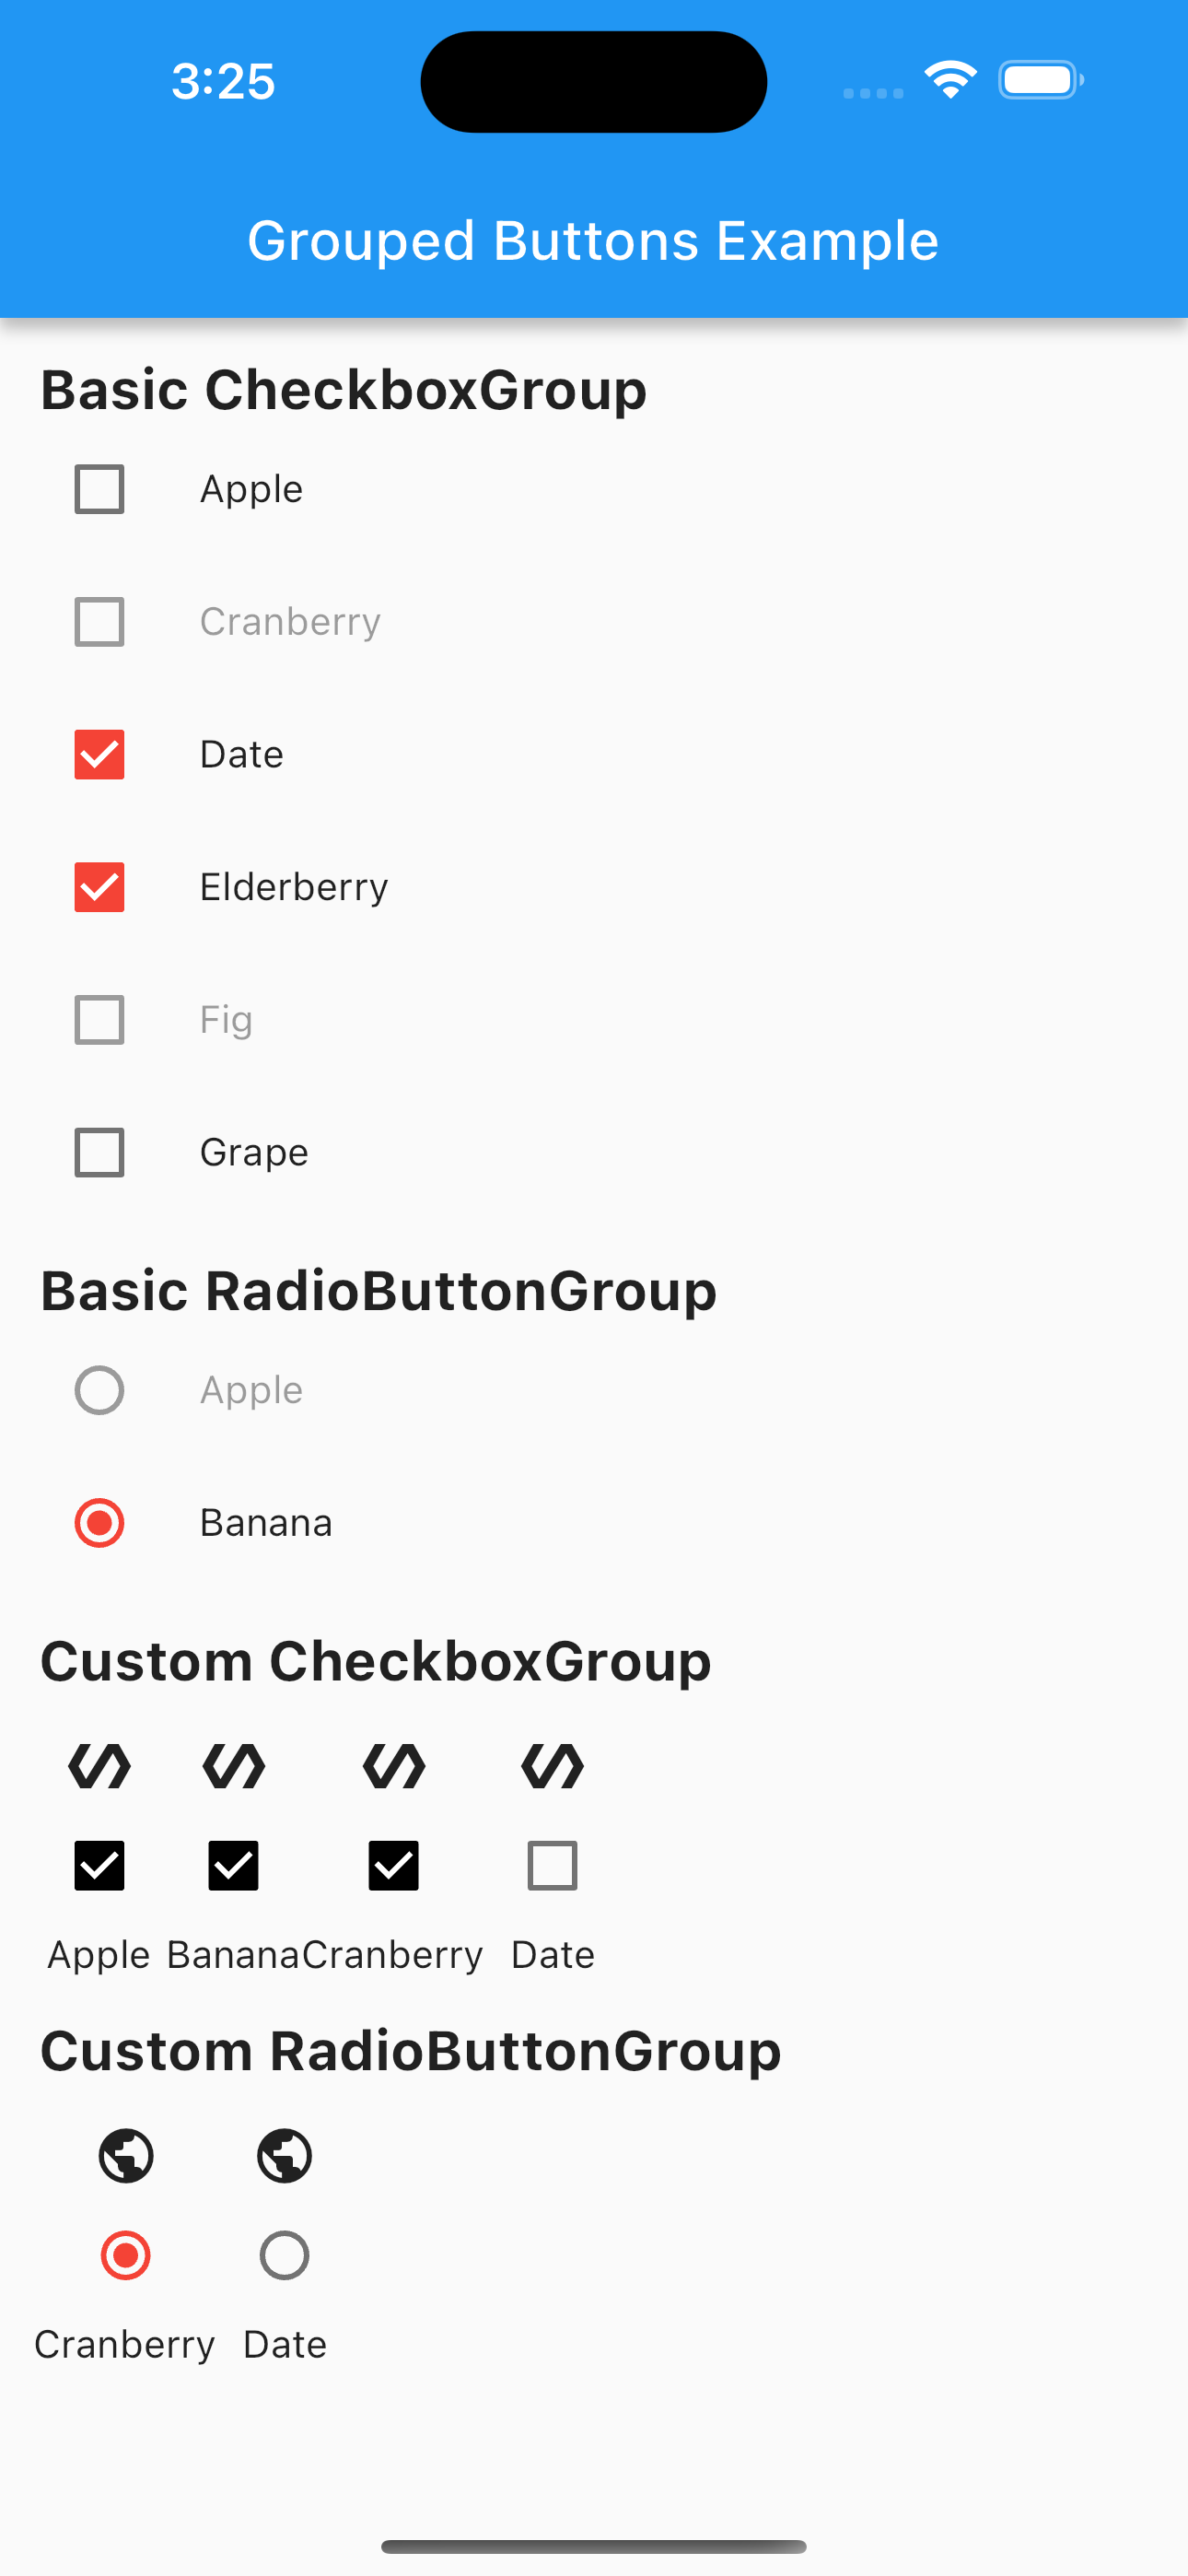 3:25
Grouped Buttons Example
Basic CheckboxGroup
Apple
Cranberry
Date
Elderberry
Fig
Grape
Basic RadioButtonGroup
Apple
Banana
Custom CheckboxGroup
Apple Banana Cranberry Date
Custom RadioButtonGroup
Cranberry Date